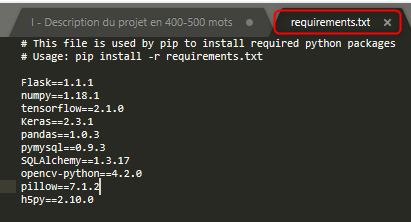 I - Description du projet en 400-500 mots
requirements.txt
# This file is used by pip to install required python packages
# Usage: pip install -r requirements.txt
Flask==1.1.1
numpy==1.18.1
tensorflow==2.1.0
Keras==2.3.1
pandas==1.0.3
pymysql==0.9.3
SQLAlchemy==1.3.17
opencv-python==4.2.0
pillow==7.1.2
h5py==2.10.0